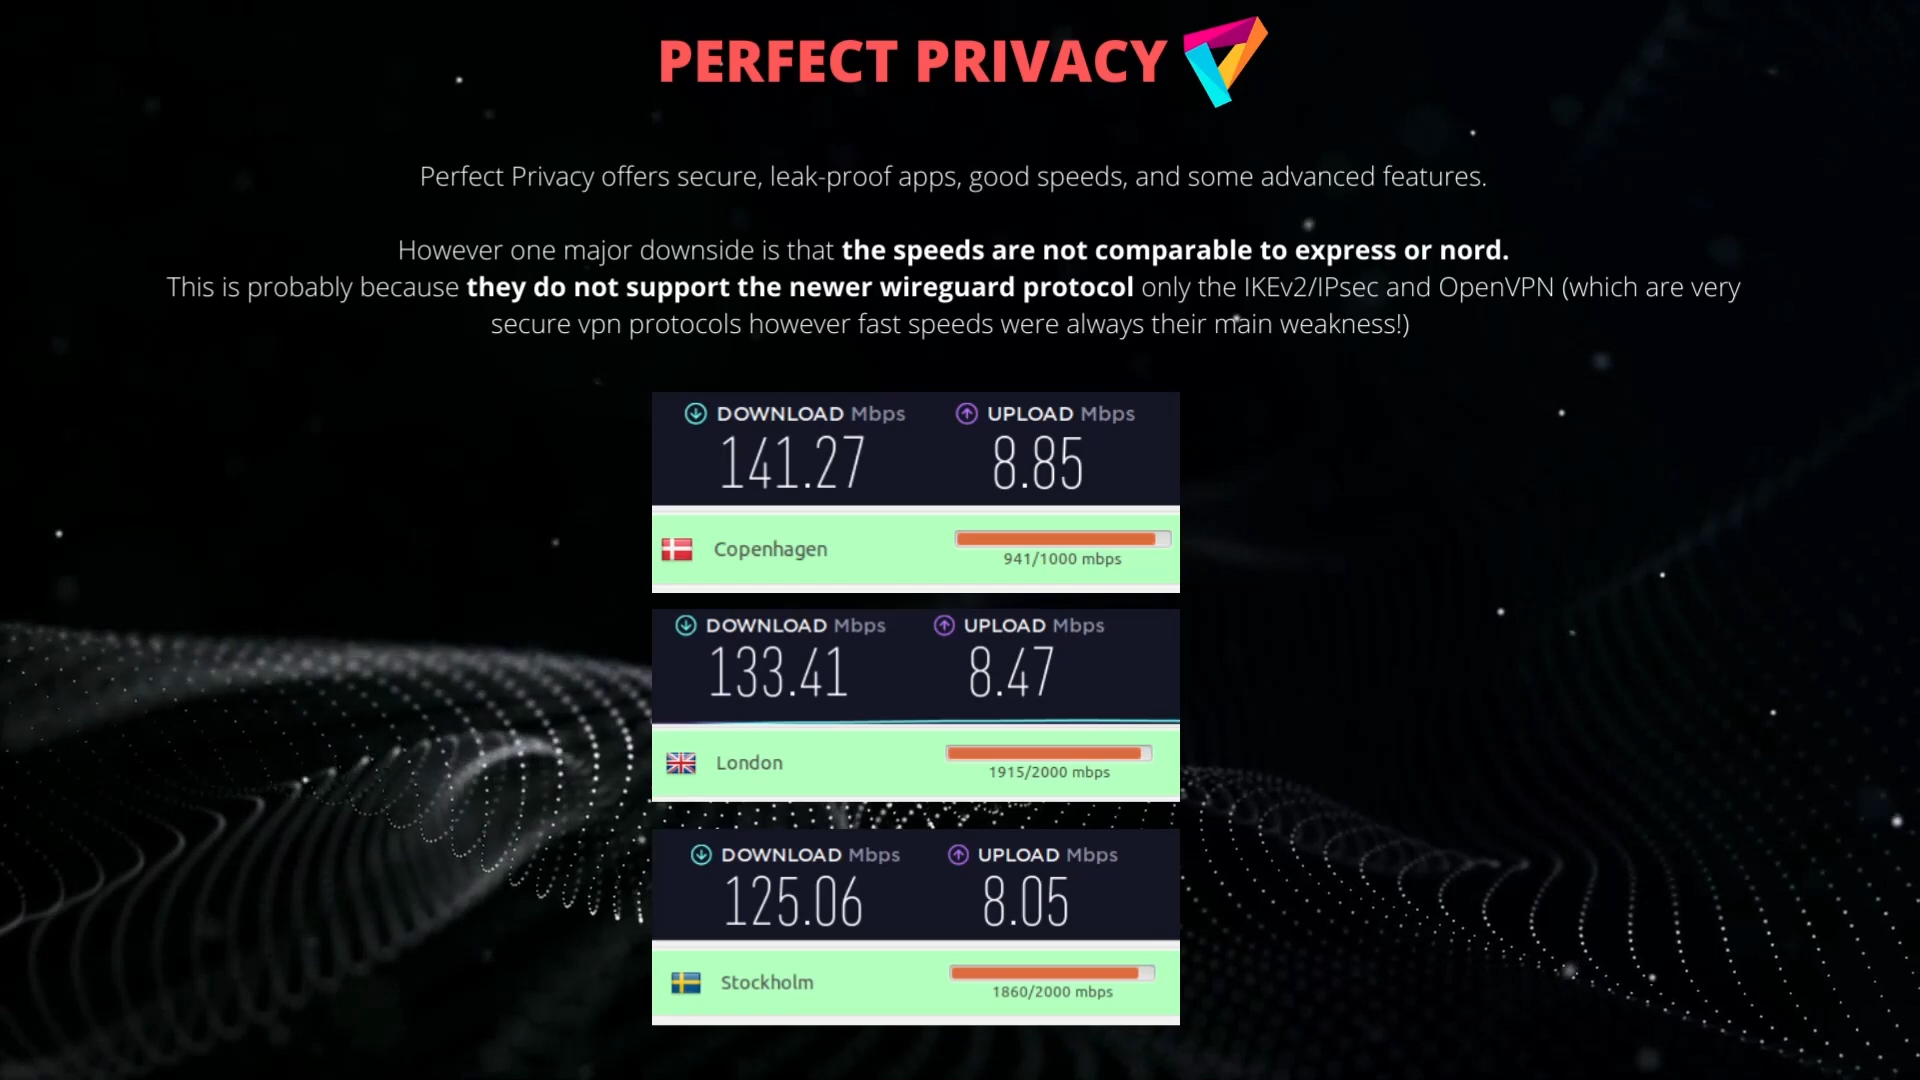 PERFECT PRIVACY
Perfect Privacy offers secure, leak-proof apps, good speeds, and some advanced features.
However one major downside is that the speeds are not comparable to express or nord.
This is probably because they do not support the newer wireguard protocol only the IKEv2/IPsec and OpenVPN (which are very
secure vpn protocols however fast speeds were always their main weakness!)
DOWNLOAD Mbps UPLOAD Mbps
141.27 8.85
Copenhagen
941/1000 mbps
DOWNLOAD Mbps UPLOAD Mbps
133.41 8.47
London
1915/2000 mbps
DOWNLOAD Mbps UPLOAD Mbps
125.06 8.05
Stockholm
1860/2000 mbps